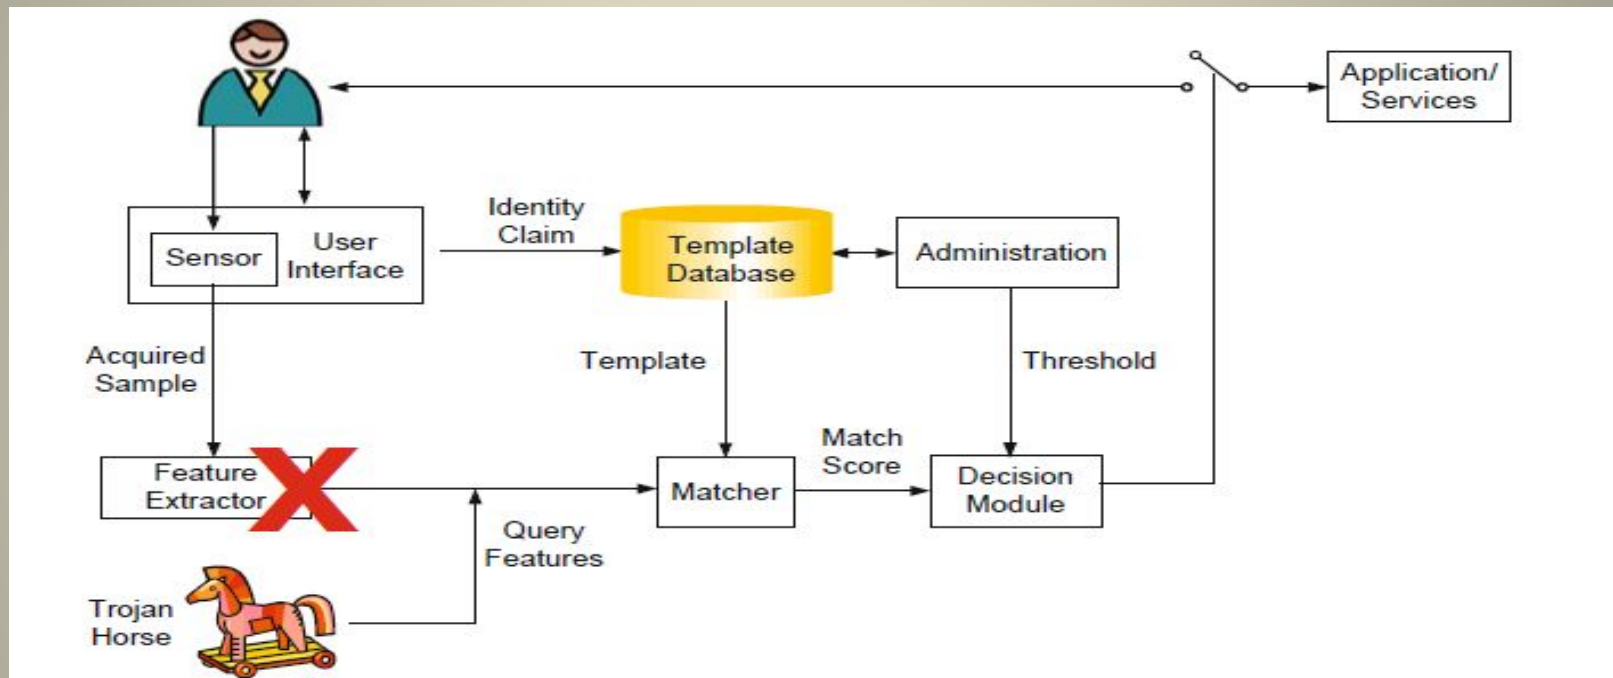 Application/
Services
Identity
Claim
Sensor
User
Interface
Template
Database
Administration
Acquired
Sample
Template
Threshold
Feature
Extractor
Matcher
Match
Score
Decision
Module
Query
Features
Trojan
Horse